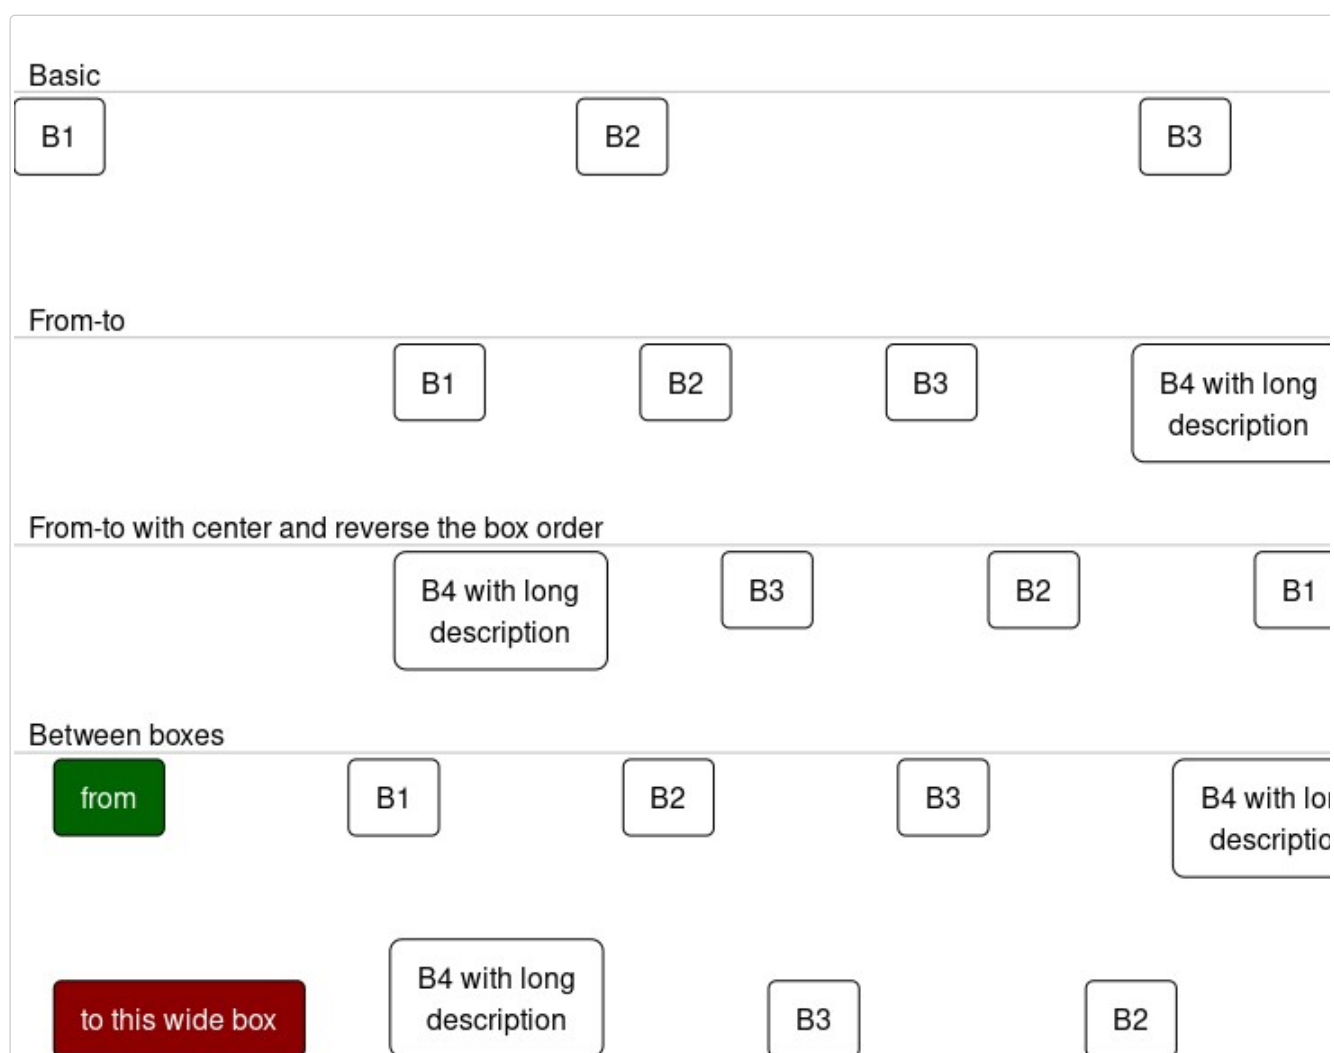 Basic
B1 B2 B3
From-to
B1 B2 B3 B4 with long
description
From-to with center and reverse the box order
B4 with long
description B3 B2 B1
Between boxes
from B1 B2 B3 B4 with
description
to this wide box B4 with long
description B3 B2